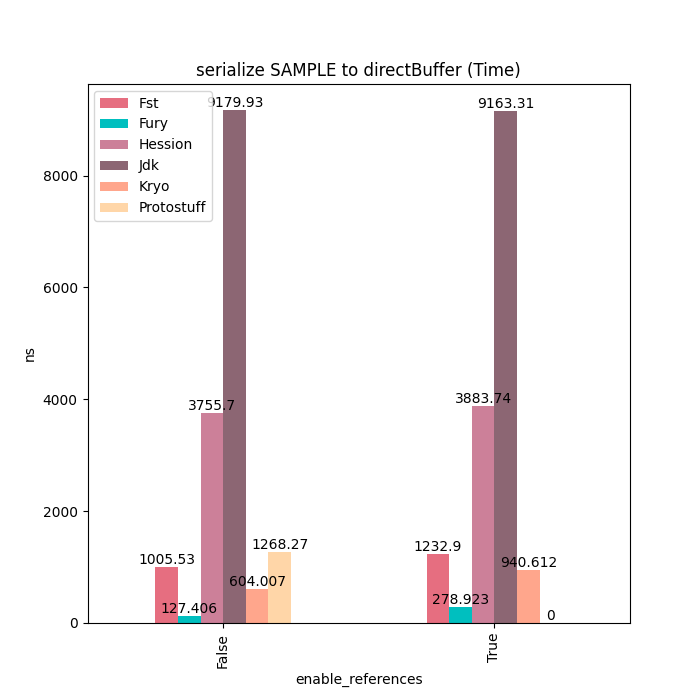 serialize SAMPLE to directBuffer (Time)
Fst
Fury
Hession
Jdk
Kryo
Protostuff
9179.93
9163.31
3755.7
3883.74
1005.53
127.406
604.007
1268.27
1232.9
278.923
940.612
0
8000
6000
4000
2000
0
ns
False
True
enable_references